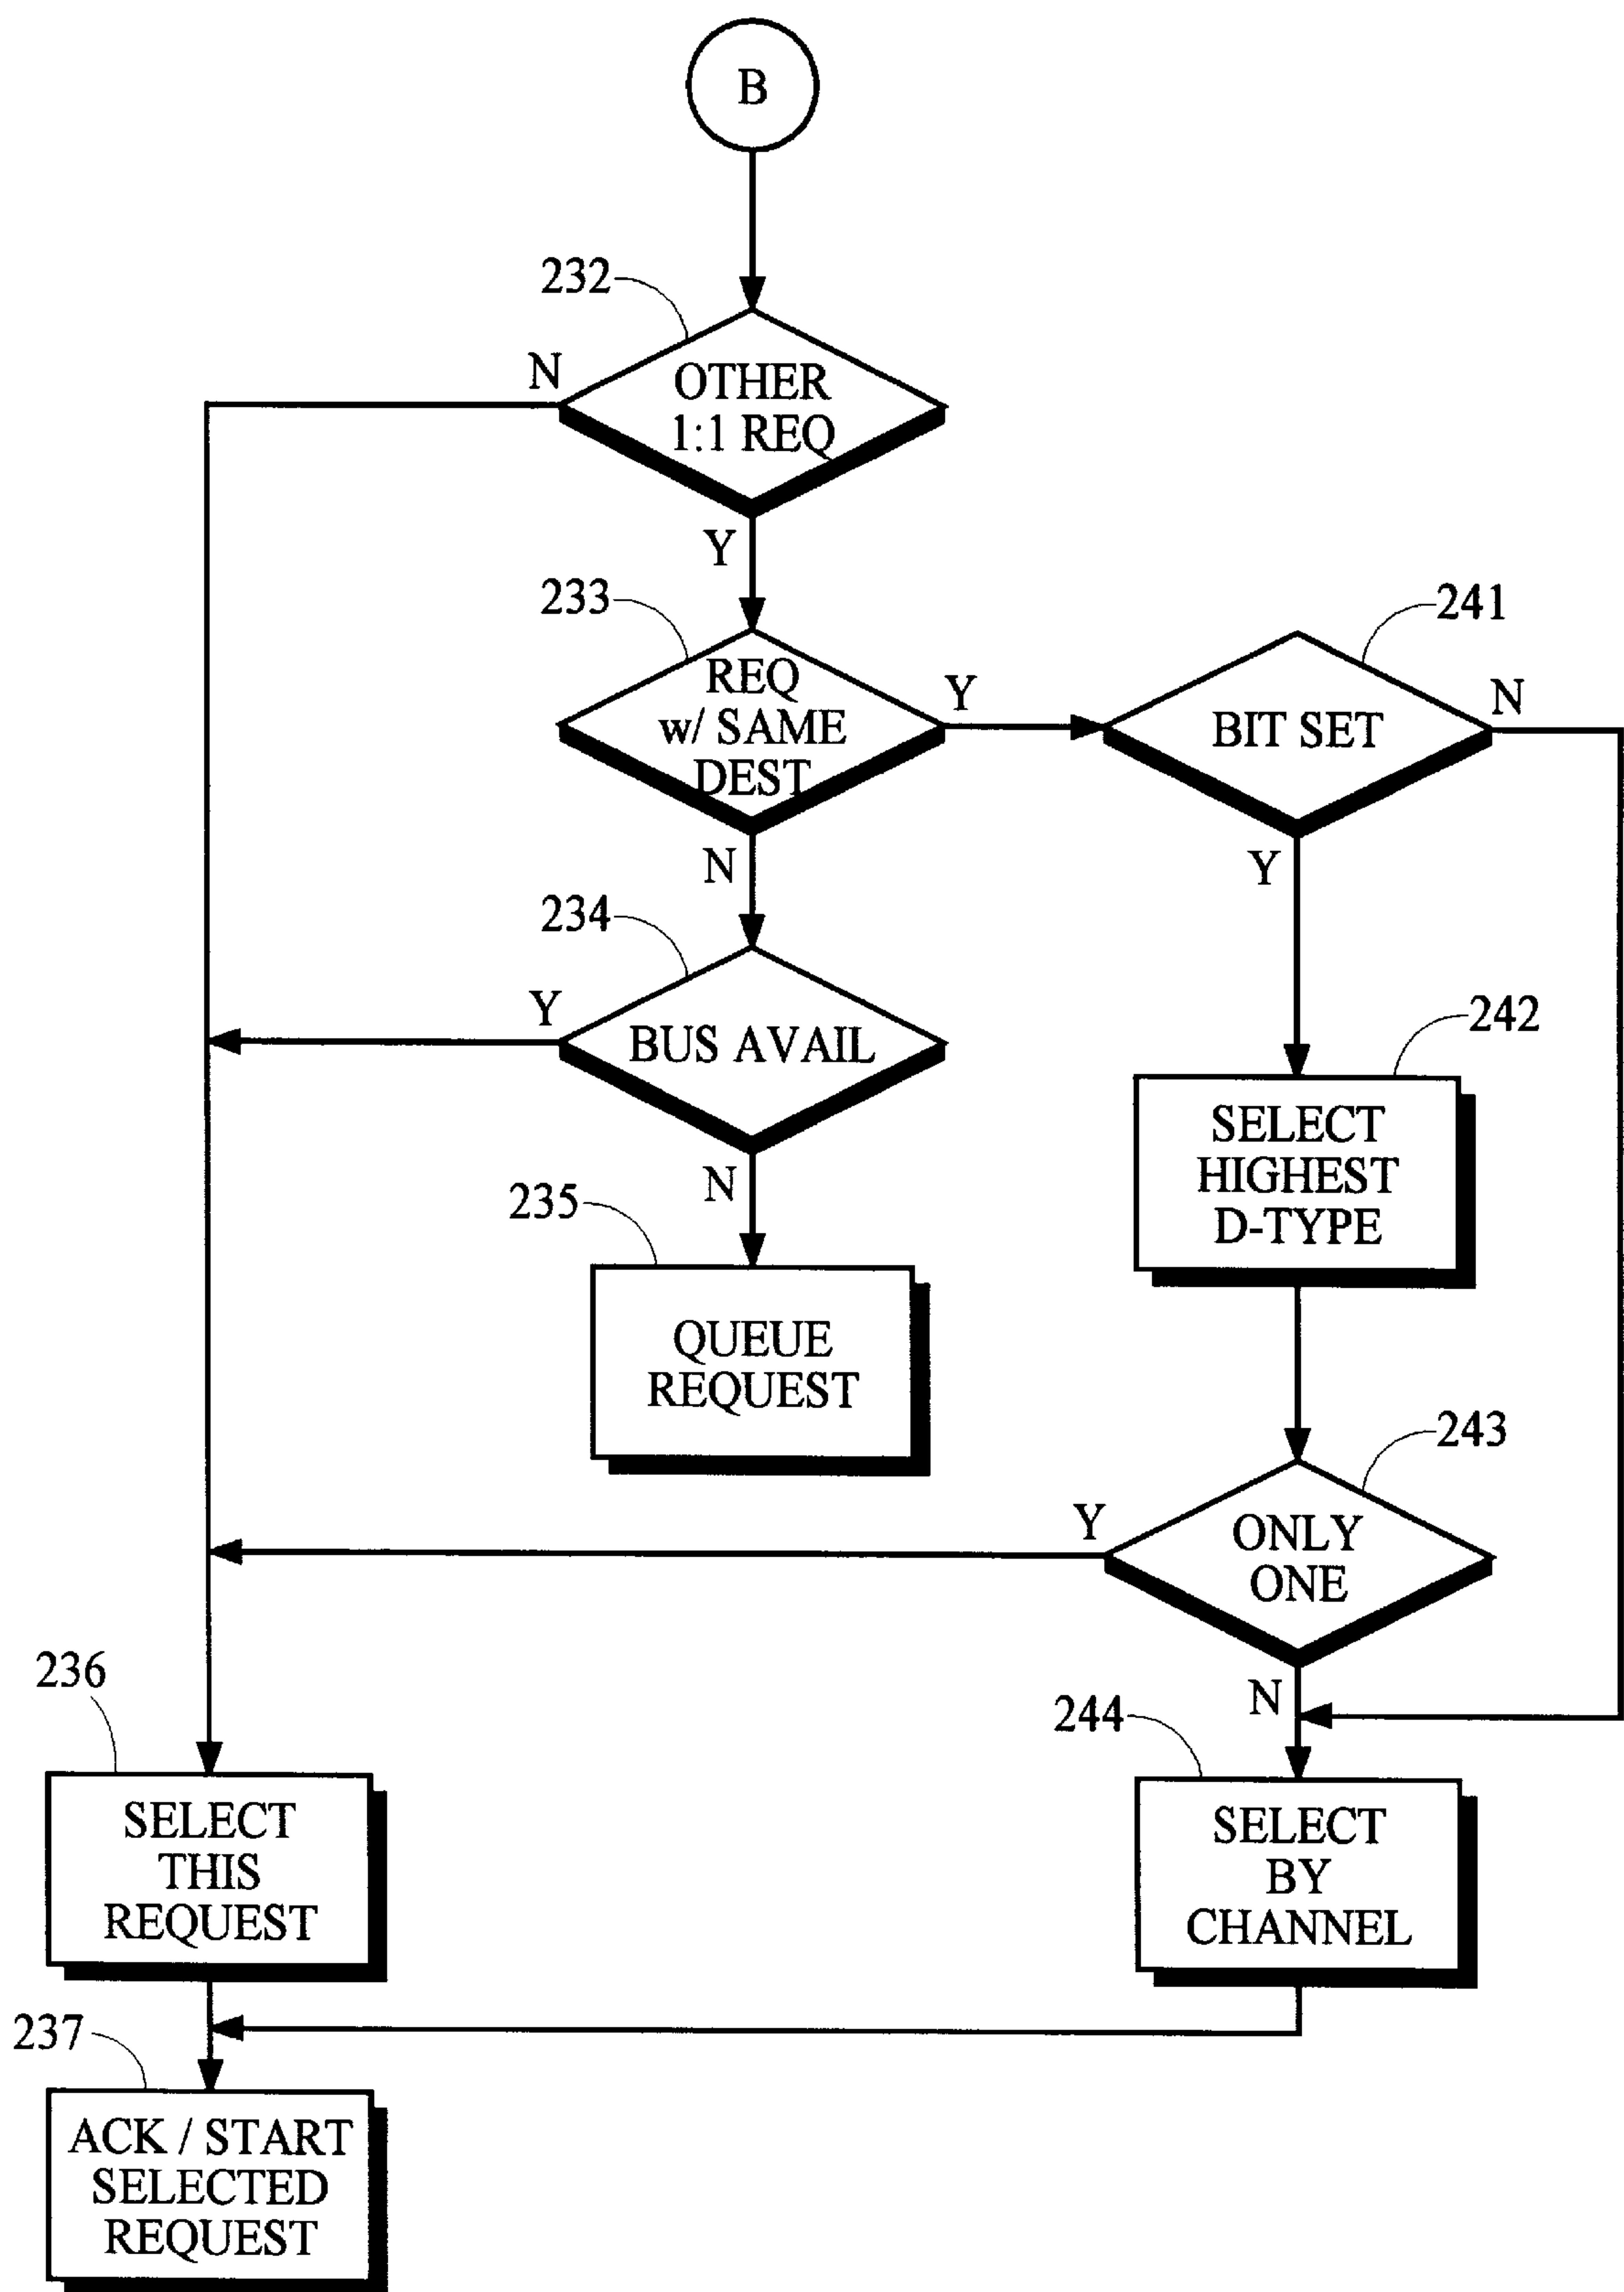 B
232
N
OTHER
1:1 REQ
Y
233
REQ
w/ SAME
DEST
Y
241
BIT SET
N
N
Y
234
Y
BUS AVAIL
242
SELECT
HIGHEST
D-TYPE
N
235
QUEUE
REQUEST
243
Y
ONLY
ONE
236
N
244
SELECT
THIS
REQUEST
SELECT
BY
CHANNEL
237
ACK / START
SELECTED
REQUEST